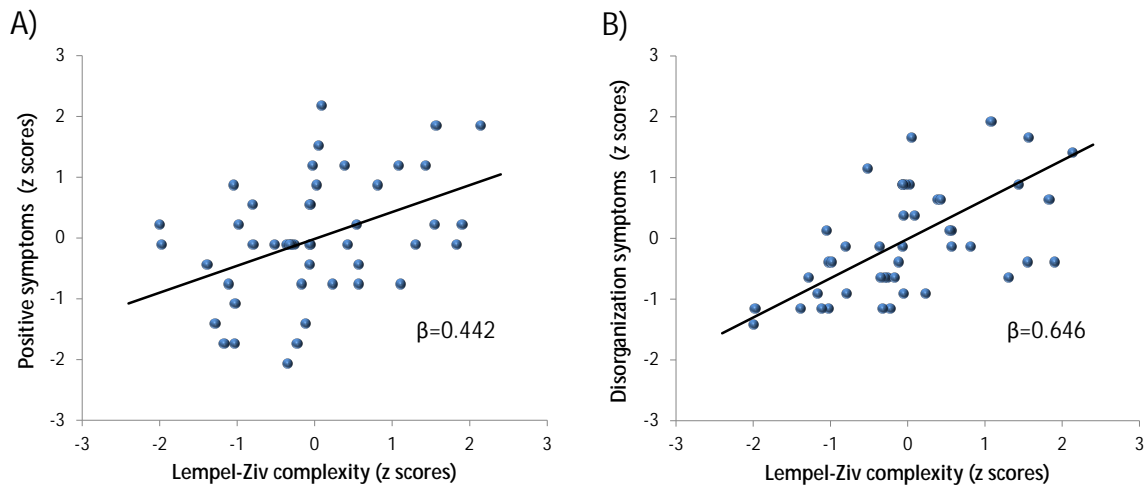 A)
3
2
1
0
-1
-2
-3
-3 -2 -1 0 1 2 3
Positive symptoms (z scores)
Lempel-Ziv complexity (z scores)
β=0.442
B)
3
2
1
0
-1
-2
-3
-3 -2 -1 0 1 2 3
Disorganization symptoms (z scores)
Lempel-Ziv complexity (z scores)
β=0.646